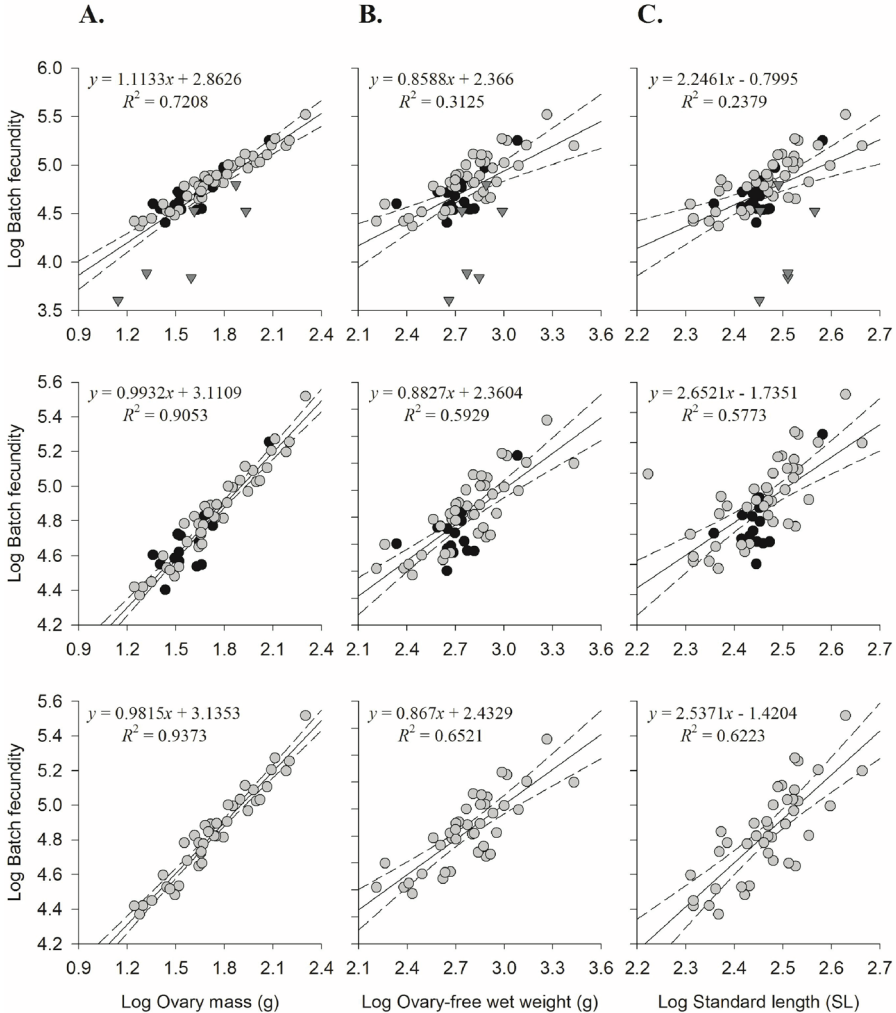 A. B. C.
y = 1.1133x + 2.8626
R² = 0.7208
y = 0.8588x + 2.366
R² = 0.3125
y = 2.2461x - 0.7995
R² = 0.2379
Log Batch fecundity
6.0
5.5
5.0
4.5
4.0
3.5
0.9 1.2 1.5 1.8 2.1 2.4
2.1 2.4 2.7 3.0 3.3 3.6
2.2 2.3 2.4 2.5 2.6 2.7
y = 0.9932x + 3.1109
R² = 0.9053
y = 0.8827x + 2.3604
R² = 0.5929
y = 2.6521x - 1.7351
R² = 0.5773
Log Batch fecundity
5.6
5.4
5.2
5.0
4.8
4.6
4.4
4.2
0.9 1.2 1.5 1.8 2.1 2.4
2.1 2.4 2.7 3.0 3.3 3.6
2.2 2.3 2.4 2.5 2.6 2.7
y = 0.9815x + 3.1353
R² = 0.9373
y = 0.867x + 2.4329
R² = 0.6521
y = 2.5371x - 1.4204
R² = 0.6223
Log Batch fecundity
5.6
5.4
5.2
5.0
4.8
4.6
4.4
4.2
0.9 1.2 1.5 1.8 2.1 2.4
2.1 2.4 2.7 3.0 3.3 3.6
2.2 2.3 2.4 2.5 2.6 2.7
Log Ovary mass (g)
Log Ovary-free wet weight (g)
Log Standard length (SL)